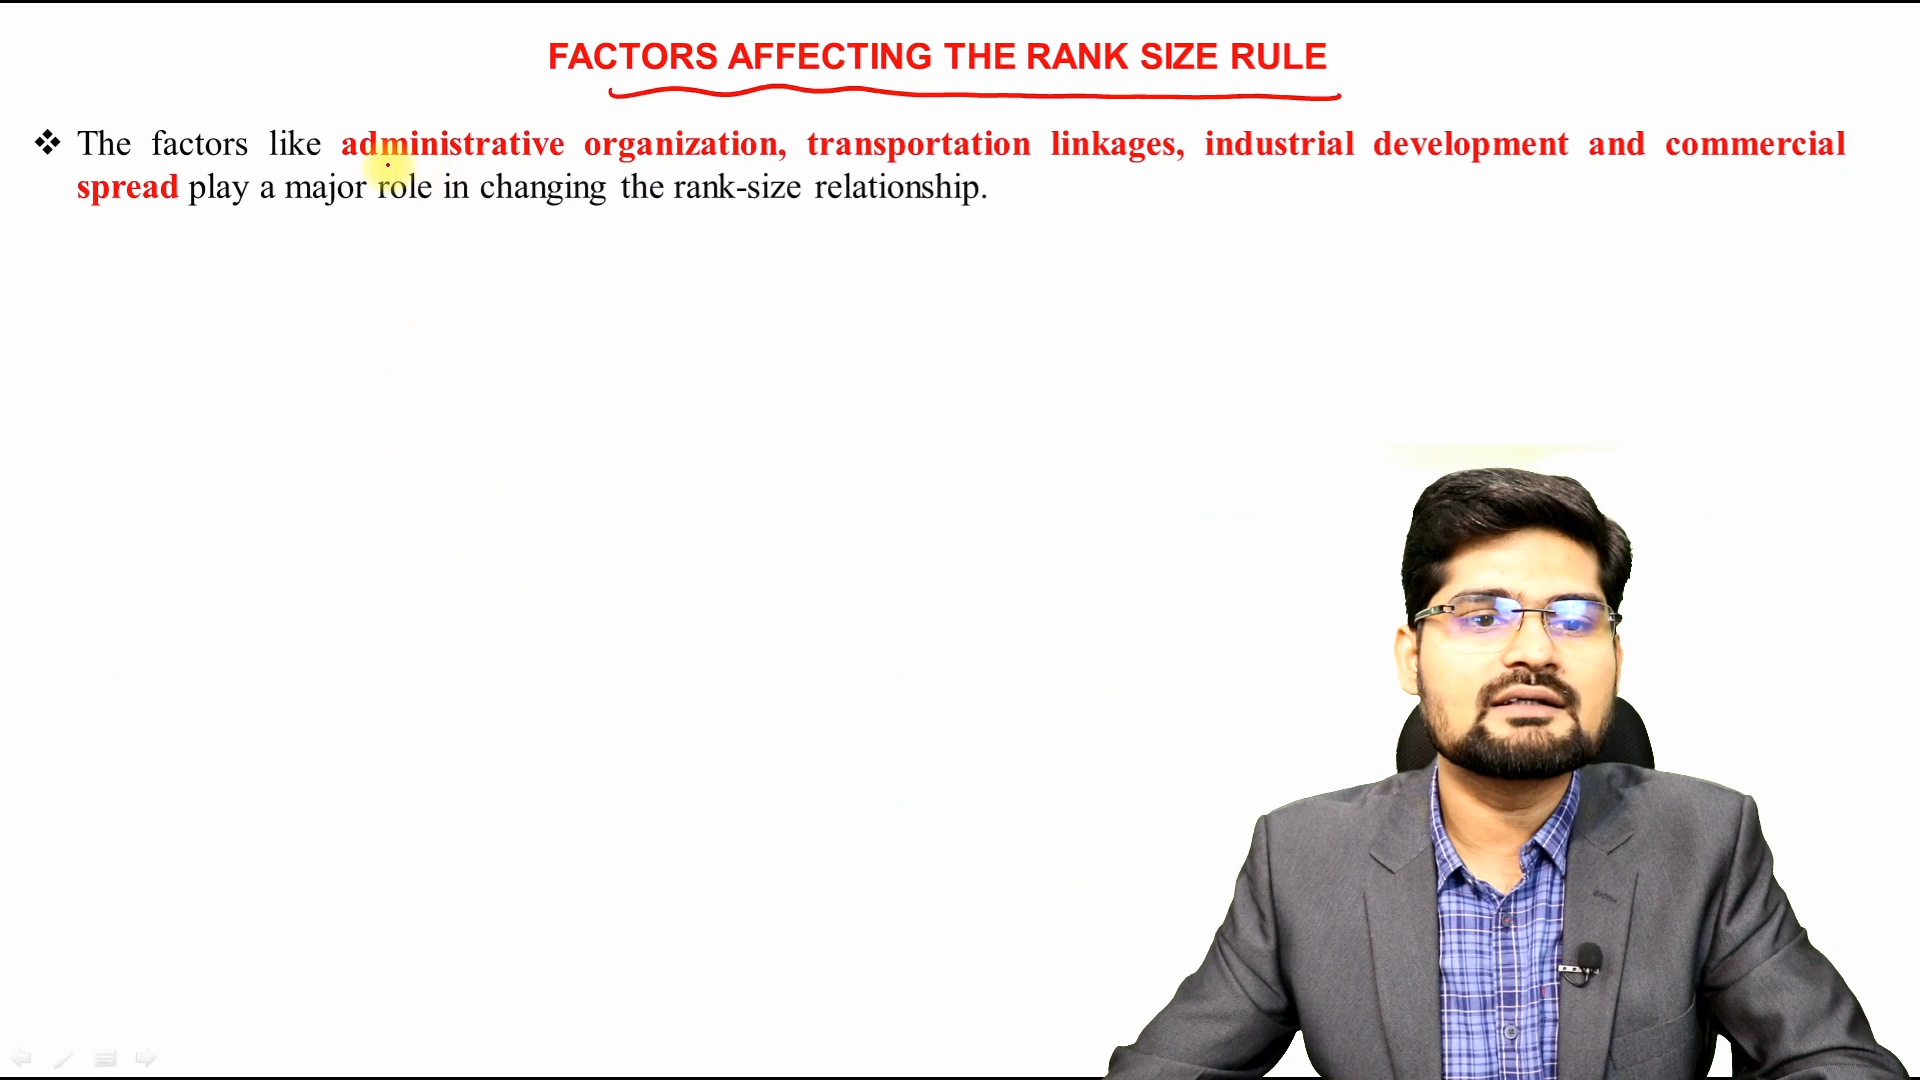 FACTORS AFFECTING THE RANK SIZE RULE
❖ The factors like administrative organization, transportation linkages, industrial development and commercial
spread play a major role in changing the rank-size relationship.